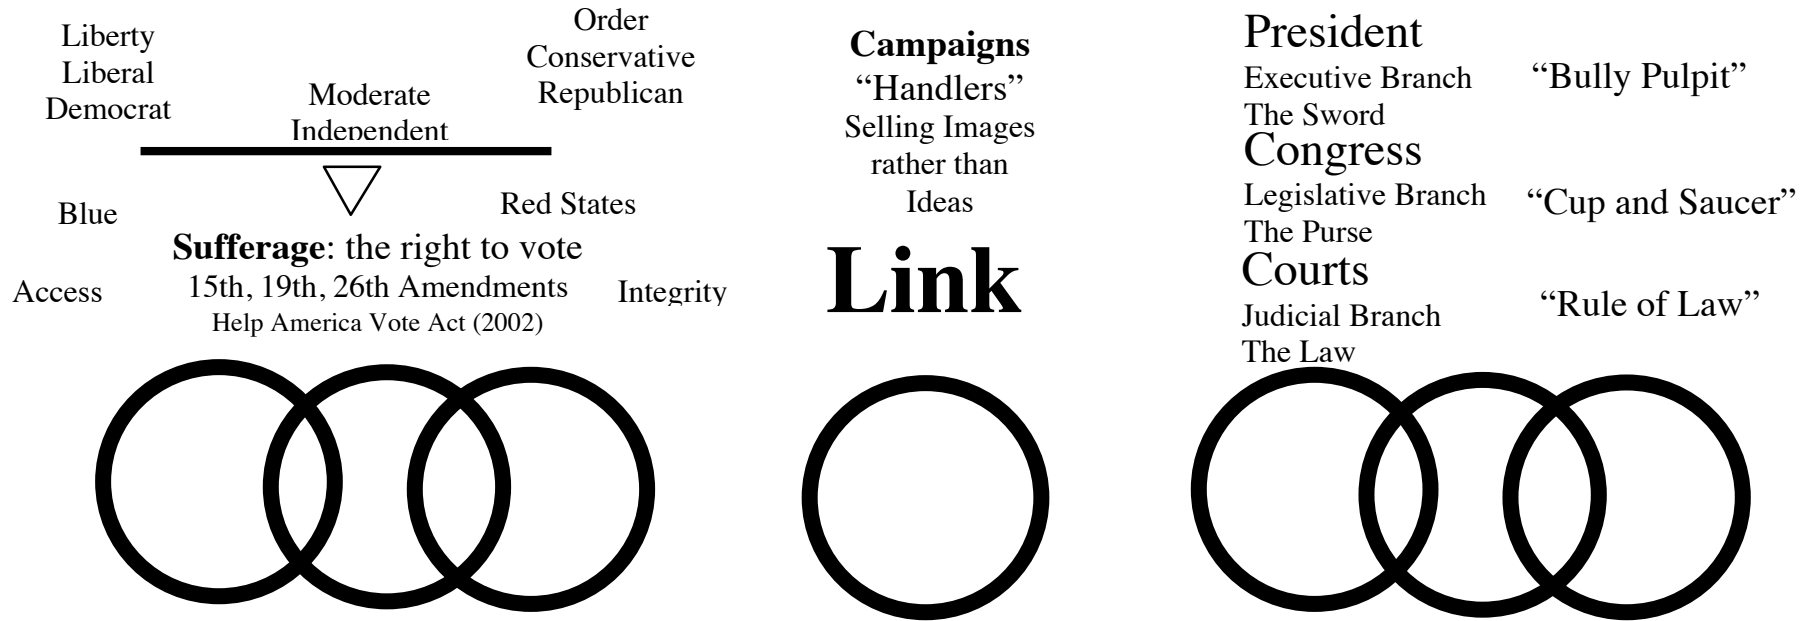 Liberty
Liberal
Democrat
Moderate
Independent
Order
Conservative
Republican
Blue
Red States
Sufferage: the right to vote
Access
15th, 19th, 26th Amendments
Integrity
Help America Vote Act (2002)
Campaigns
“Handlers”
Selling Images
rather than
Ideas
Link
President
Executive Branch
The Sword
“Bully Pulpit”
Congress
Legislative Branch
The Purse
“Cup and Saucer”
Courts
Judicial Branch
The Law
“Rule of Law”